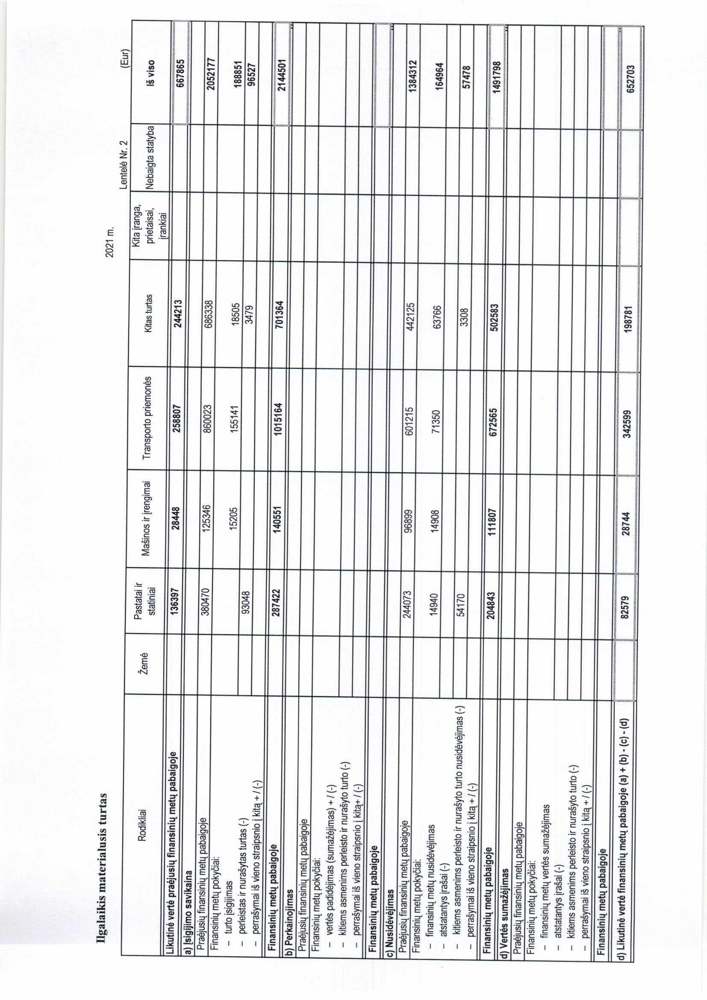 Ilgalaikis materialusis turtas
2021 m.
Lentelė Nr. 2
(Eur)
Rodikliai Žemė Pastatai ir statiniai Mašinos ir įrengimai Transporto priemonės Kitas turtas Kita įranga, prietaisai, įrankiai Nebaigta statyba Iš viso
Likutinė vertė praėjusių finansinių metų pabaigoje 136397 28448 258807 244213 667865
a) Įsigijimo savikaina
Praėjusių finansinių metų pabaigoje 380470 125346 860023 686338 2052177
Finansinių metų pokyčiai:
– turto įsigijimas 15205 155141 18505 188851
– perleistas ir nurašytas turtas (-) 93048 3479 96527
– perrašymai iš vieno straipsnio į kitą + / (-)
Finansinių metų pabaigoje 287422 140551 1015164 701364 2144501
b) Perkainojimas
Praėjusių finansinių metų pabaigoje
Finansinių metų pokyčiai:
– vertės padidėjimas (sumažėjimas) + / (-)
– kitiems asmenims perleisto ir nurašyto turto (-)
– perrašymai iš vieno straipsnio į kitą+ / (-)
Finansinių metų pabaigoje
c) Nusidėvėjimas
Praėjusių finansinių metų pabaigoje 244073 96899 601215 442125 1384312
Finansinių metų pokyčiai:
– finansinių metų nusidėvėjimas 14940 14908 71350 63766 164964
– atstatantys įrašai (-)
– kitiems asmenims perleisto ir nurašyto turto nusidėvėjimas (-) 54170 3308 57478
– perrašymai iš vieno straipsnio į kitą + / (-)
Finansinių metų pabaigoje 204843 111807 672565 502583 1491798
d) Vertės sumažėjimas
Praėjusių finansinių metų pabaigoje
Finansinių metų pokyčiai:
– finansinių metų vertės sumažėjimas
– atstatantys įrašai (-)
– kitiems asmenims perleisto ir nurašyto turto (-)
– perrašymai iš vieno straipsnio į kitą + / (-)
Finansinių metų pabaigoje
d) Likutinė vertė finansinių metų pabaigoje (a) + (b) - (c) - (d) 82579 28744 342599 198781 652703